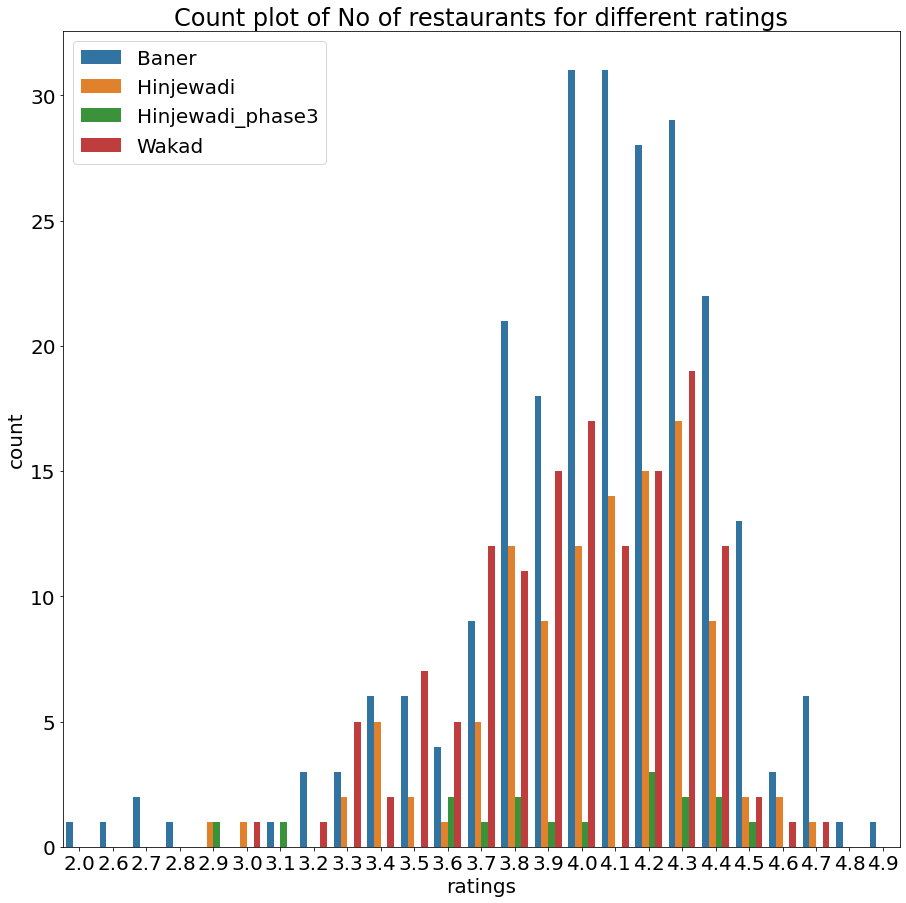 Count plot of No of restaurants for different ratings
Baner
Hinjewadi
Hinjewadi_phase3
Wakad
30
25
20
15
10
5
0
count
2.0 2.6 2.7 2.8 2.9 3.0 3.1 3.2 3.3 3.4 3.5 3.6 3.7 3.8 3.9 4.0 4.1 4.2 4.3 4.4 4.5 4.6 4.7 4.8 4.9
ratings